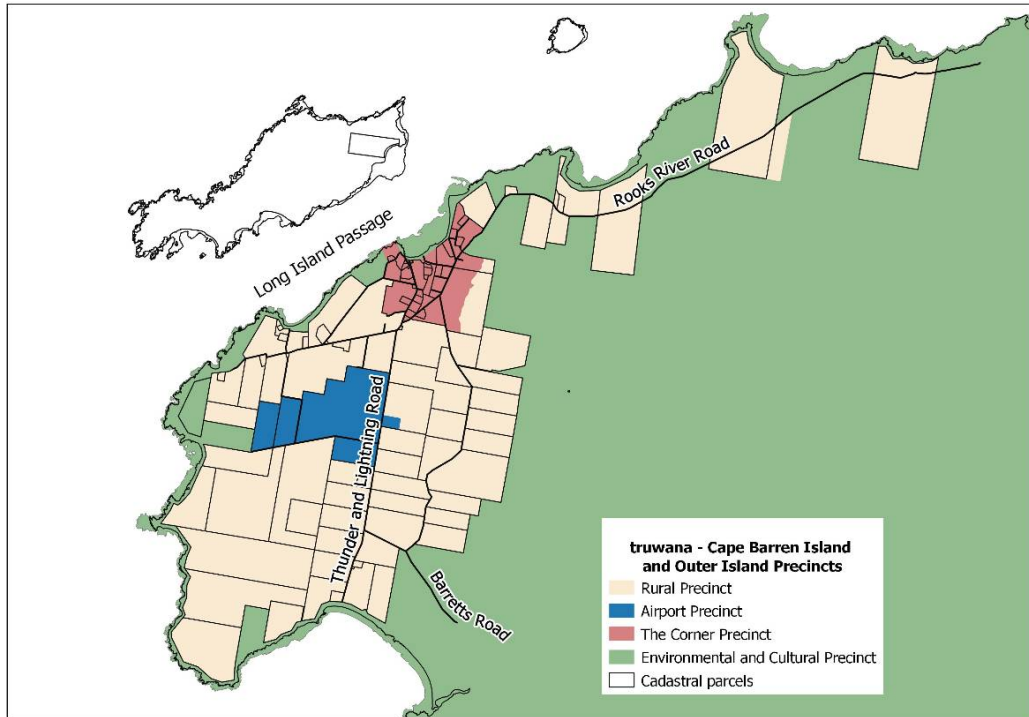 Rooks River Road
Long Island Passage
Thunder and Lightning Road
Barretts Road
truwana - Cape Barren Island
and Outer Island Precincts
Rural Precinct
Airport Precinct
The Corner Precinct
Environmental and Cultural Precinct
Cadastral parcels